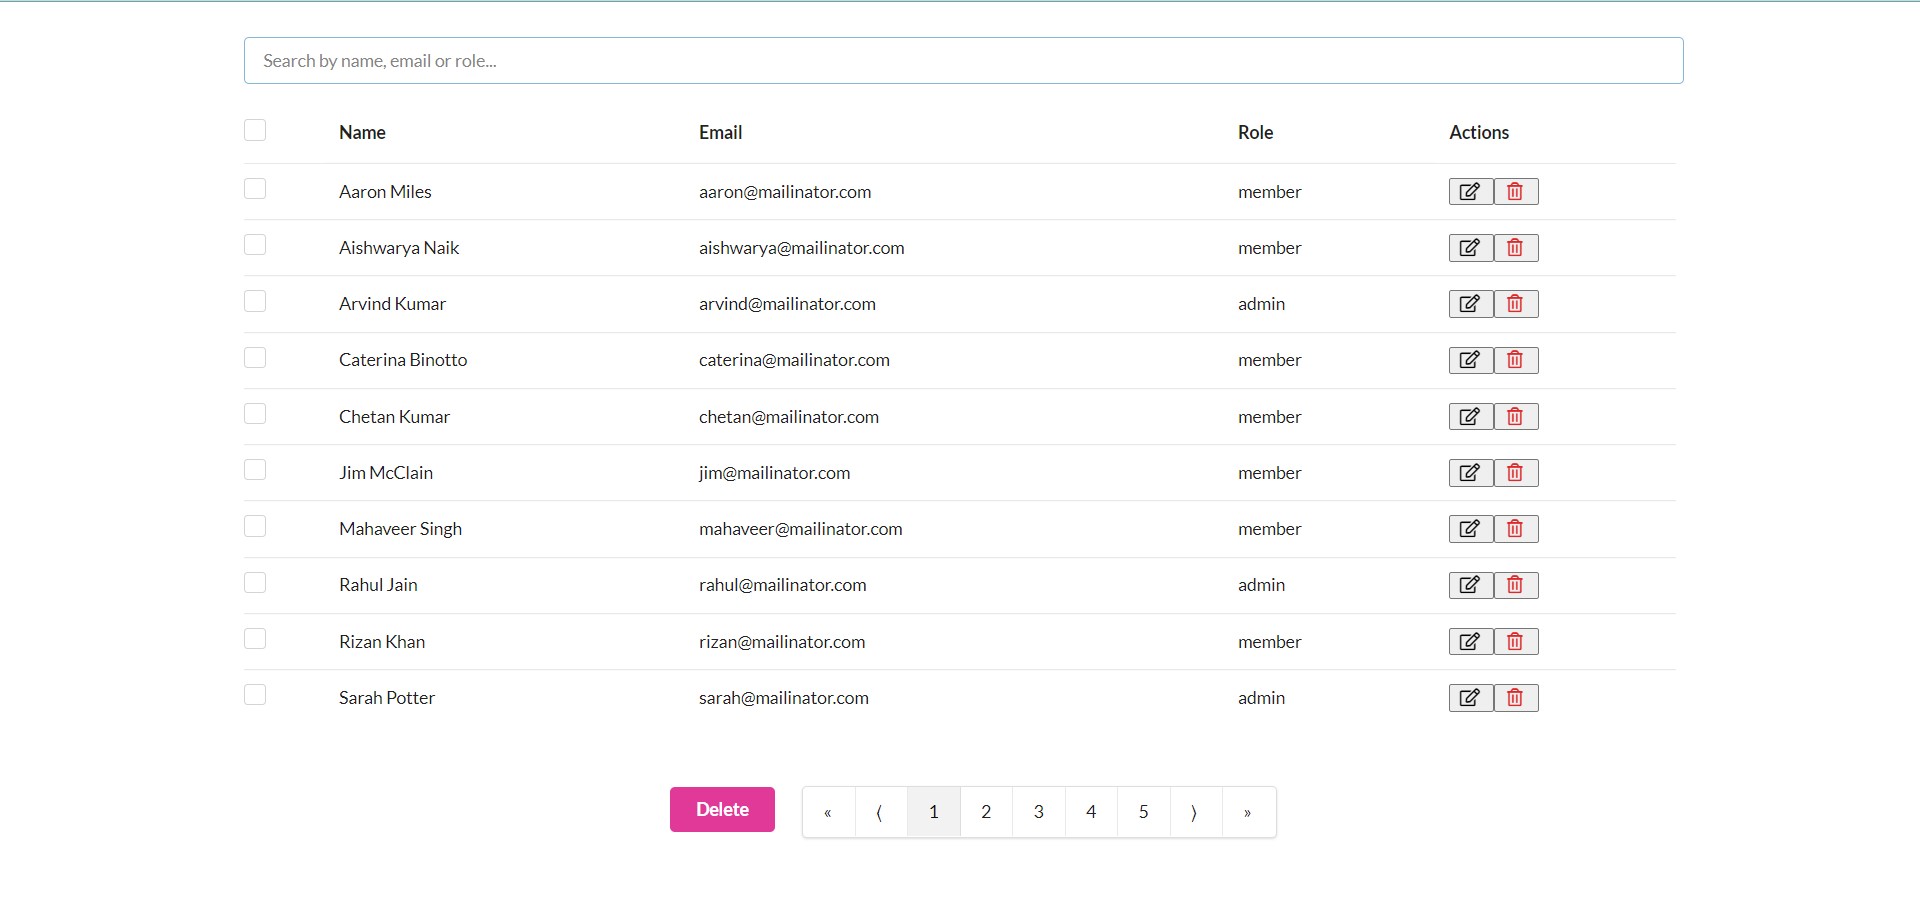 Search by name, email or role...
Name Email Role Actions
Aaron Miles aaron@mailinator.com member
Aishwarya Naik aishwarya@mailinator.com member
Arvind Kumar arvind@mailinator.com admin
Caterina Binotto caterina@mailinator.com member
Chetan Kumar chetan@mailinator.com member
Jim McClain jim@mailinator.com member
Mahaveer Singh mahaveer@mailinator.com member
Rahul Jain rahul@mailinator.com admin
Rizan Khan rizan@mailinator.com member
Sarah Potter sarah@mailinator.com admin
Delete « ⟨ 1 2 3 4 5 ⟩ »